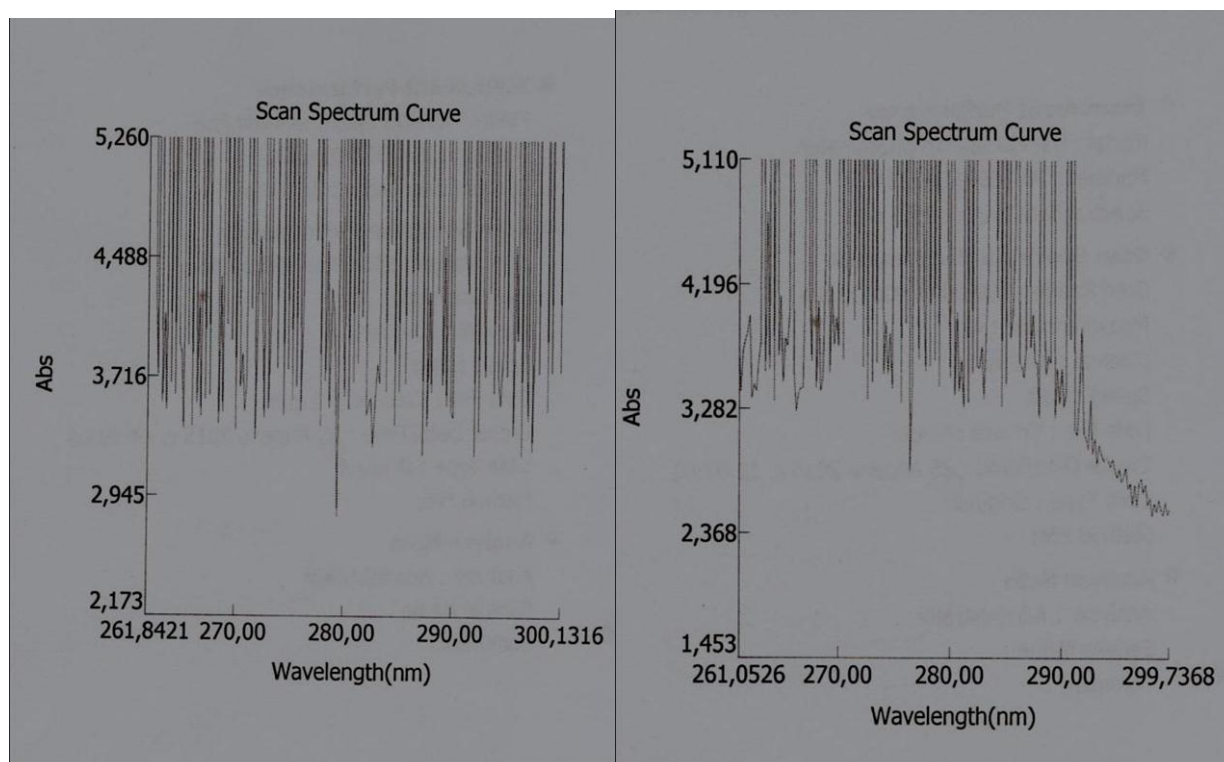 Scan Spectrum Curve
5,260
4,488
3,716
2,945
2,173
Abs
261,8421 270,00 280,00 290,00 300,1316
Wavelength(nm)
Scan Spectrum Curve
5,110
4,196
3,282
2,368
1,453
Abs
261,0526 270,00 280,00 290,00 299,7368
Wavelength(nm)